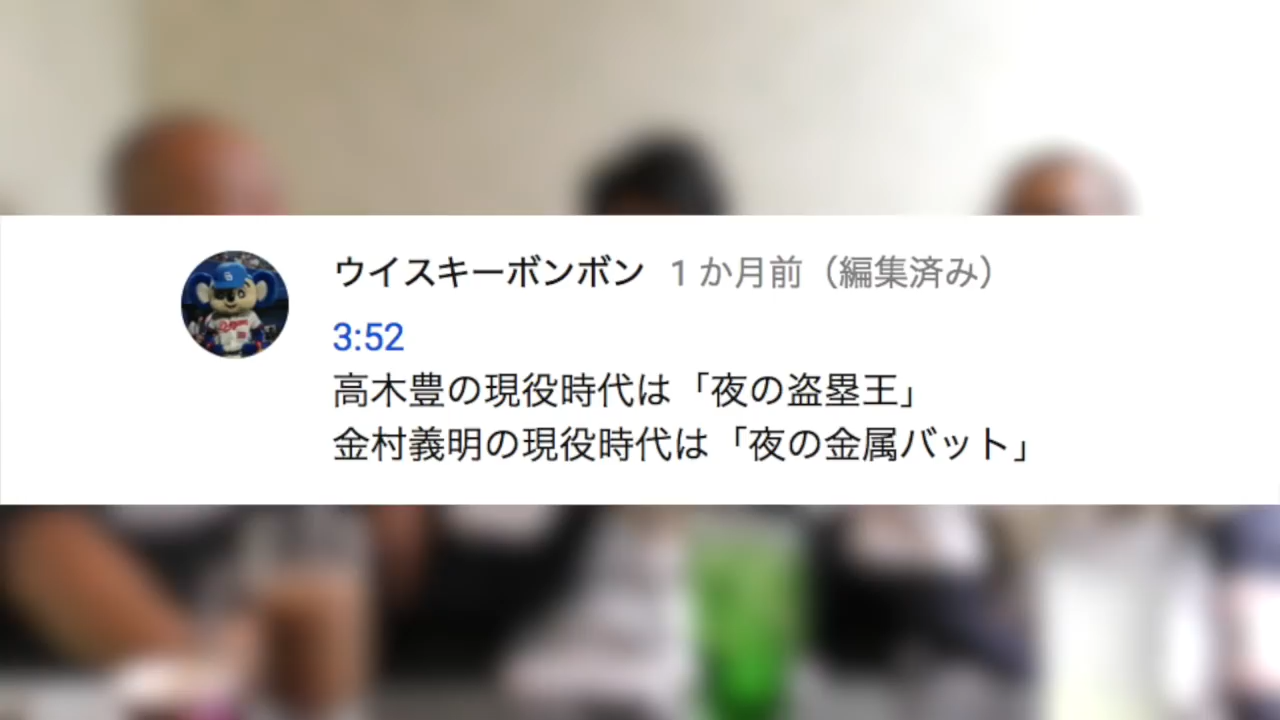 ウイスキーボンボン 1 か月前（編集済み）
3:52
高木豊の現役時代は「夜の盗塁王」
金村義明の現役時代は「夜の金属バット」